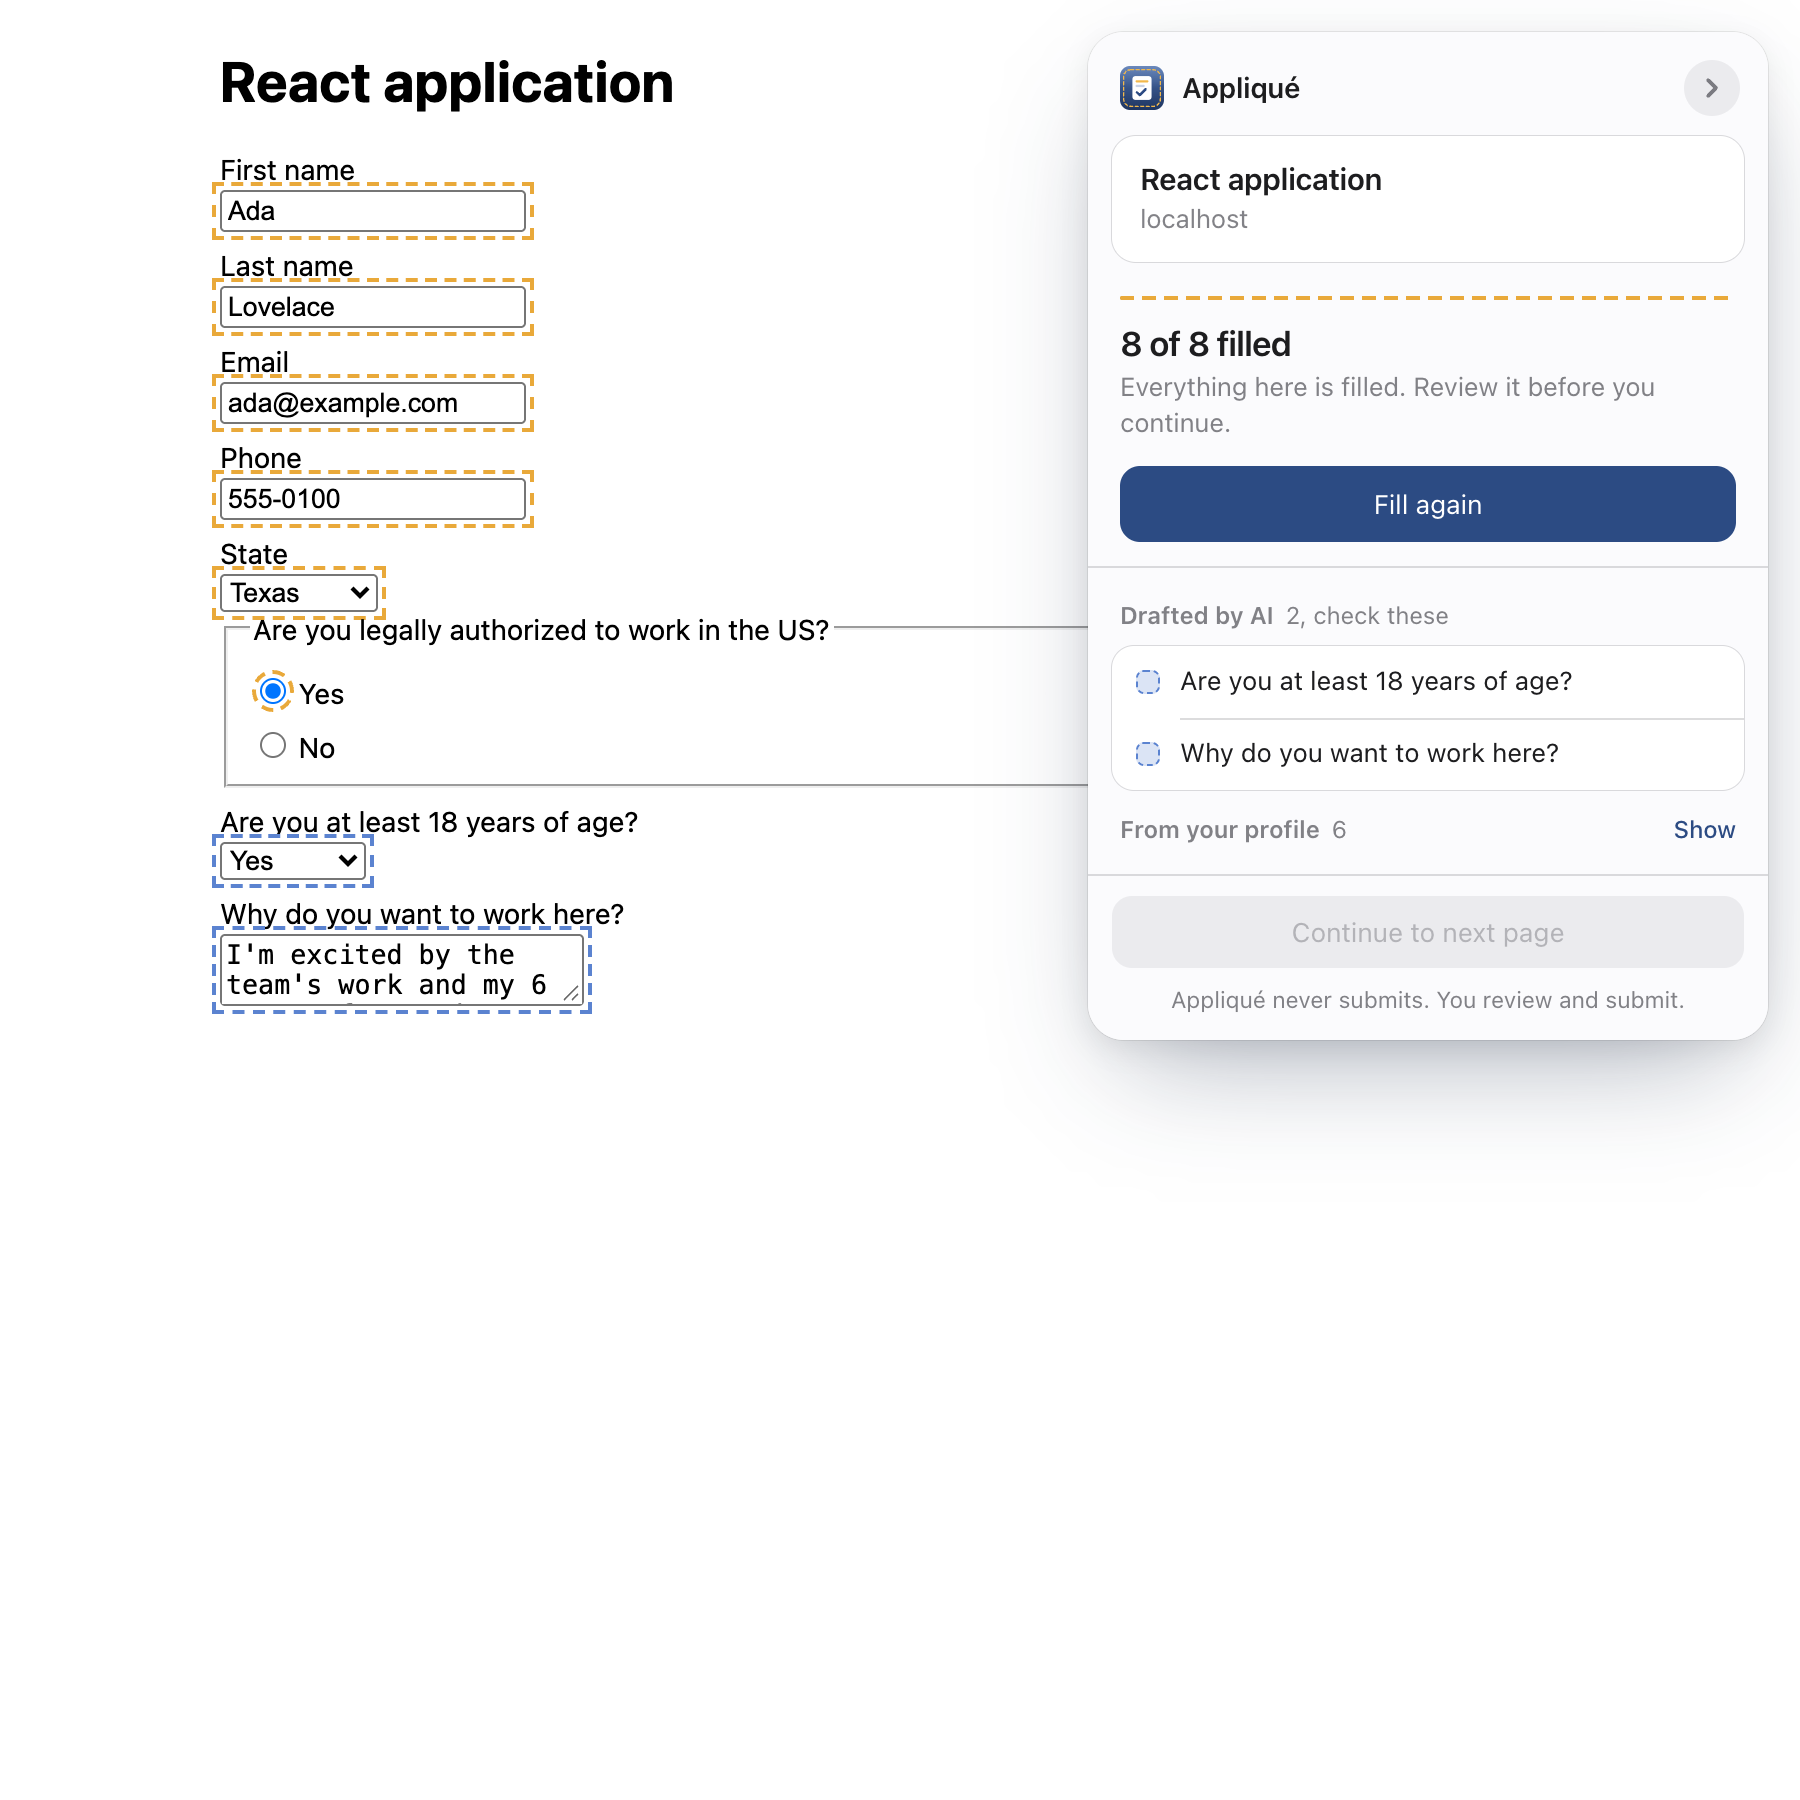 React application
First name
Ada
Last name
Lovelace
Email
ada@example.com
Phone
555-0100
State
Texas
Are you legally authorized to work in the US?
Yes
No
Are you at least 18 years of age?
Yes
Why do you want to work here?
I'm excited by the
team's work and my 6
Appliqué
React application
localhost
8 of 8 filled
Everything here is filled. Review it before you
continue.
Fill again
Drafted by AI 2, check these
Are you at least 18 years of age?
Why do you want to work here?
From your profile 6
Show
Continue to next page
Appliqué never submits. You review and submit.